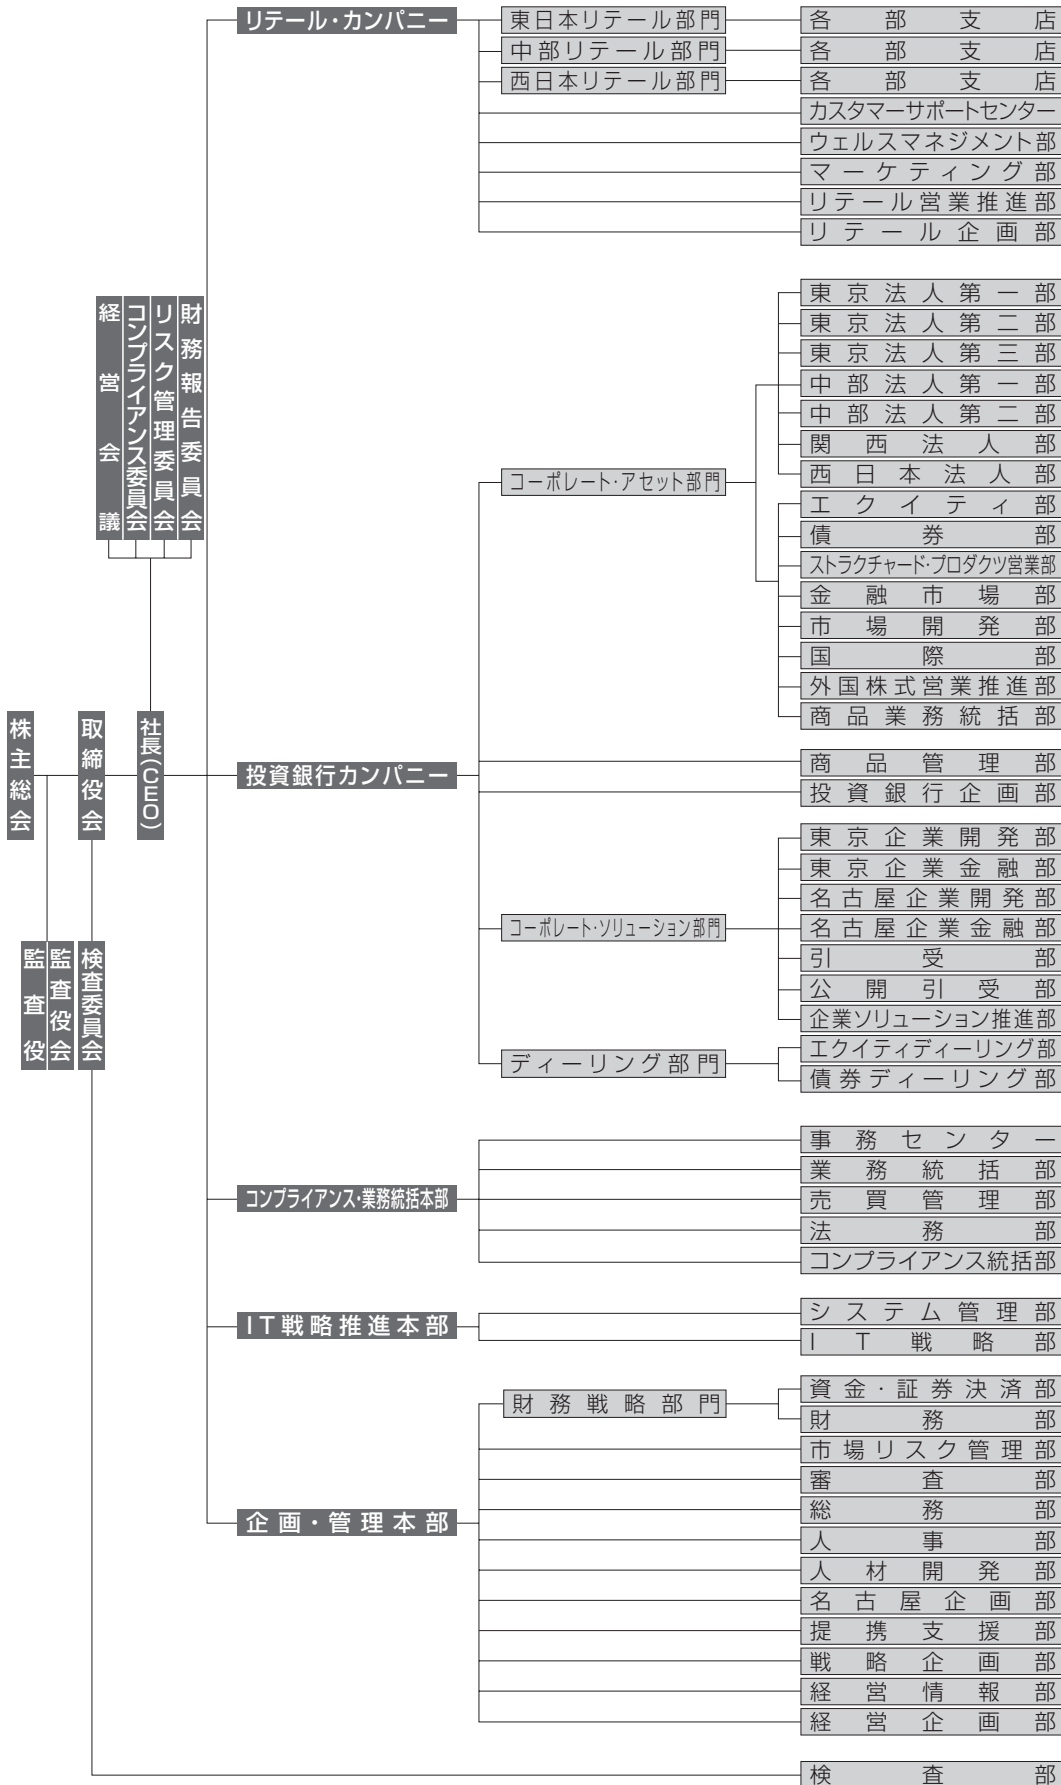 株主総会
監査役
監査役会
取締役会
検査委員会
社長(CEO)
経営会議
コンプライアンス委員会
リスク管理委員会
財務報告委員会
リテール・カンパニー
東日本リテール部門
各部支店
中部リテール部門
各部支店
西日本リテール部門
各部支店
カスタマーサポートセンター
ウェルスマネジメント部
マーケティング部
リテール営業推進部
リテール企画部
投資銀行カンパニー
コーポレート・アセット部門
東京法人第一部
東京法人第二部
東京法人第三部
中部法人第一部
中部法人第二部
関西法人部
西日本法人部
エクイティ部
債券部
ストラクチャード・プロダクツ営業部
金融市場部
市場開発部
国際部
外国株式営業推進部
商品業務統括部
商品管理部
投資銀行企画部
コーポレート・ソリューション部門
東京企業開発部
東京企業金融部
名古屋企業開発部
名古屋企業金融部
引受部
公開引受部
企業ソリューション推進部
ディーリング部門
エクイティディーリング部
債券ディーリング部
コンプライアンス・業務統括本部
事務センター
業務統括部
売買管理部
法務部
コンプライアンス統括部
IT戦略推進本部
システム管理部
IT戦略部
企画・管理本部
財務戦略部門
資金・証券決済部
財務部
市場リスク管理部
審査部
総務部
人事部
人材開発部
名古屋企画部
提携支援部
戦略企画部
経営情報部
経営企画部
検査部